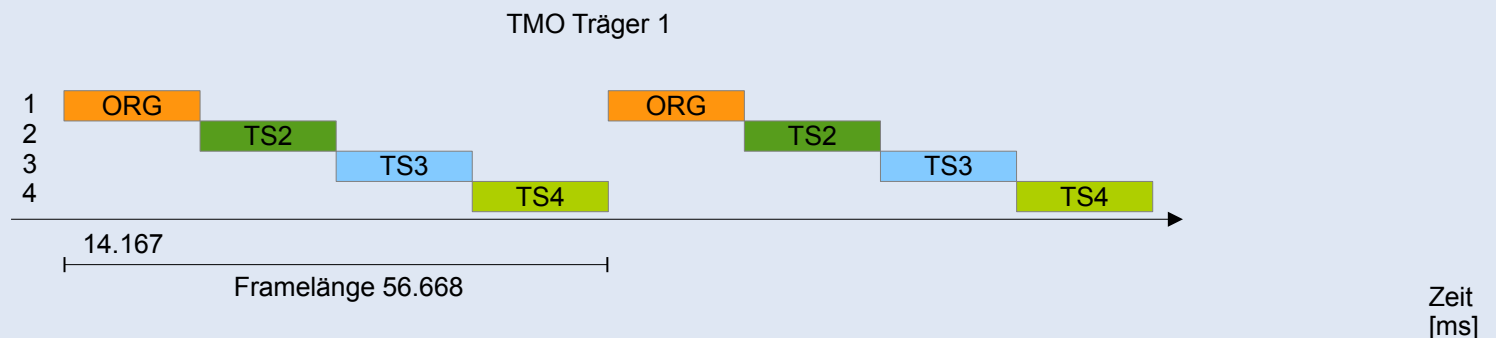 TMO Träger 1
1 ORG ORG
2 TS2 TS2
3 TS3 TS3
4 TS4 TS4
14.167
Framelänge 56.668
Zeit
[ms]